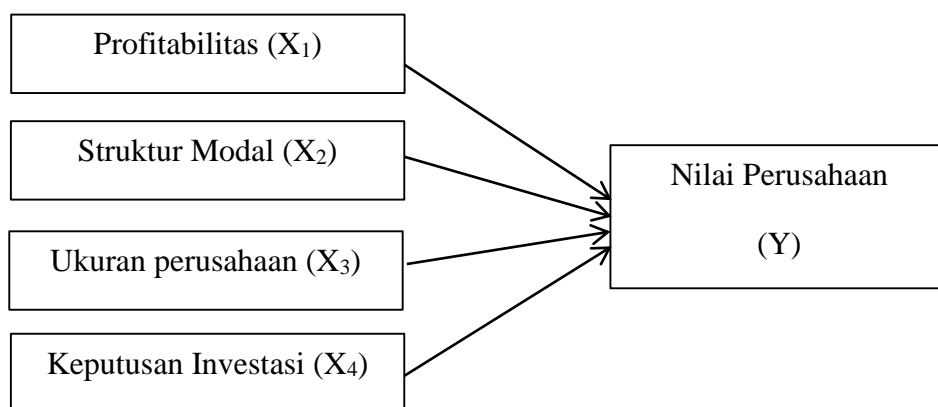 Profitabilitas (X₁)
Struktur Modal (X₂)
Ukuran perusahaan (X₃)
Keputusan Investasi (X₄)
Nilai Perusahaan
(Y)